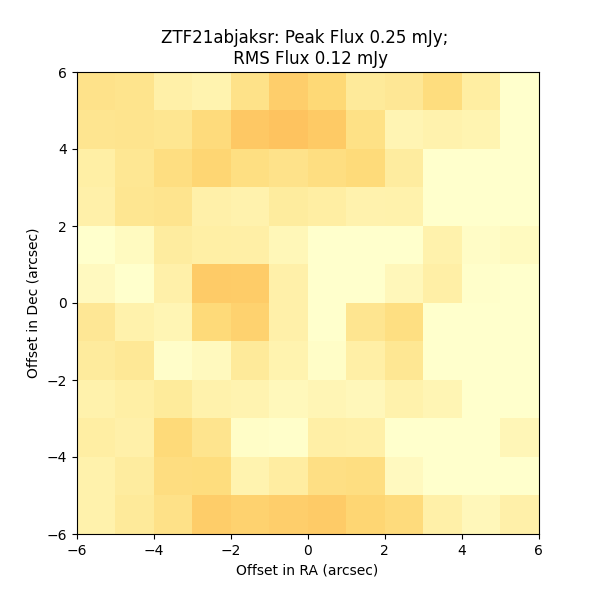 ZTF21abjaksr: Peak Flux 0.25 mJy;
RMS Flux 0.12 mJy
6
4
2
0
−2
−4
−6
Offset in Dec (arcsec)
−6 −4 −2 0 2 4 6
Offset in RA (arcsec)